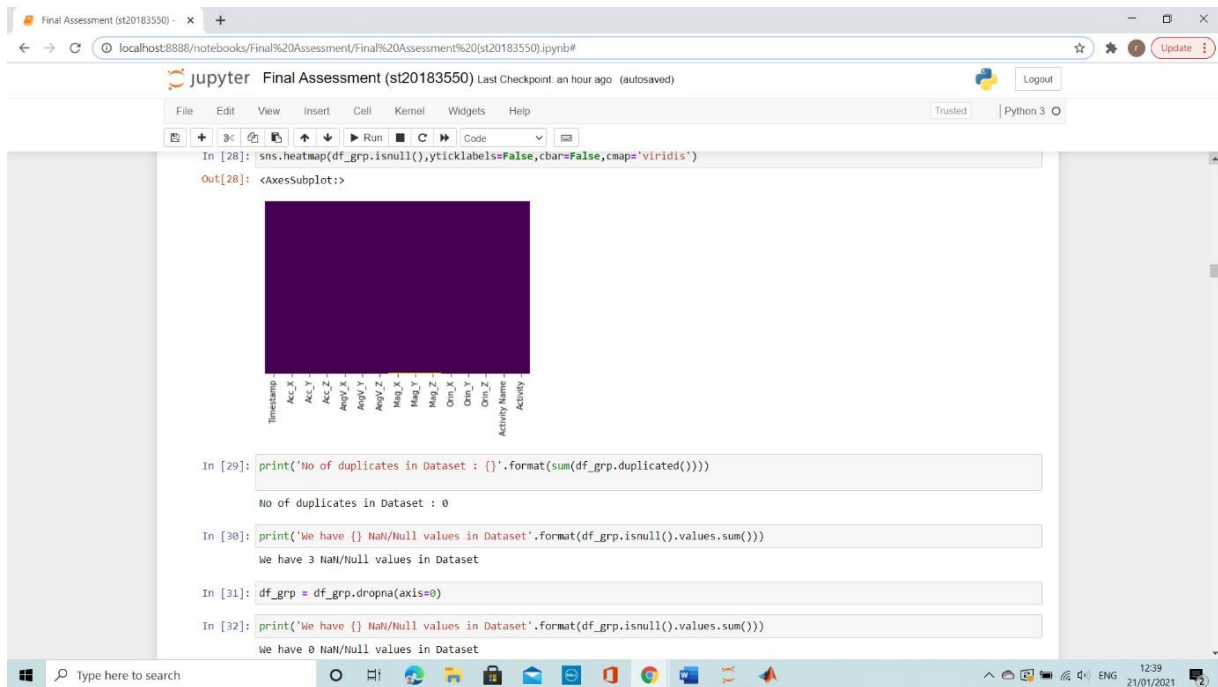 Final Assessment (st20183550) -
localhost:8888/notebooks/Final%20Assessment/Final%20Assessment%20(st20183550).ipynb#
r
Update
jupyter Final Assessment (st20183550) Last Checkpoint: an hour ago (autosaved)
Logout
File Edit View Insert Cell Kernel Widgets Help
Trusted
Python 3
Run
Code
In [28]: sns.heatmap(df_grp.isnull(),yticklabels=False,cbar=False,cmap='viridis')
Out[28]: <AxesSubplot:>
Timestamp
Acc_X
Acc_Y
Acc_Z
AngV_X
AngV_Y
AngV_Z
Mag_X
Mag_Y
Mag_Z
Orin_X
Orin_Y
Orin_Z
Activity Name
Activity
In [29]: print('No of duplicates in Dataset : {}'.format(sum(df_grp.duplicated())))
No of duplicates in Dataset : 0
In [30]: print('We have {} NaN/Null values in Dataset'.format(df_grp.isnull().values.sum()))
We have 3 NaN/Null values in Dataset
In [31]: df_grp = df_grp.dropna(axis=0)
In [32]: print('We have {} NaN/Null values in Dataset'.format(df_grp.isnull().values.sum()))
We have 0 NaN/Null values in Dataset
Type here to search
ENG
12:39
21/01/2021
2